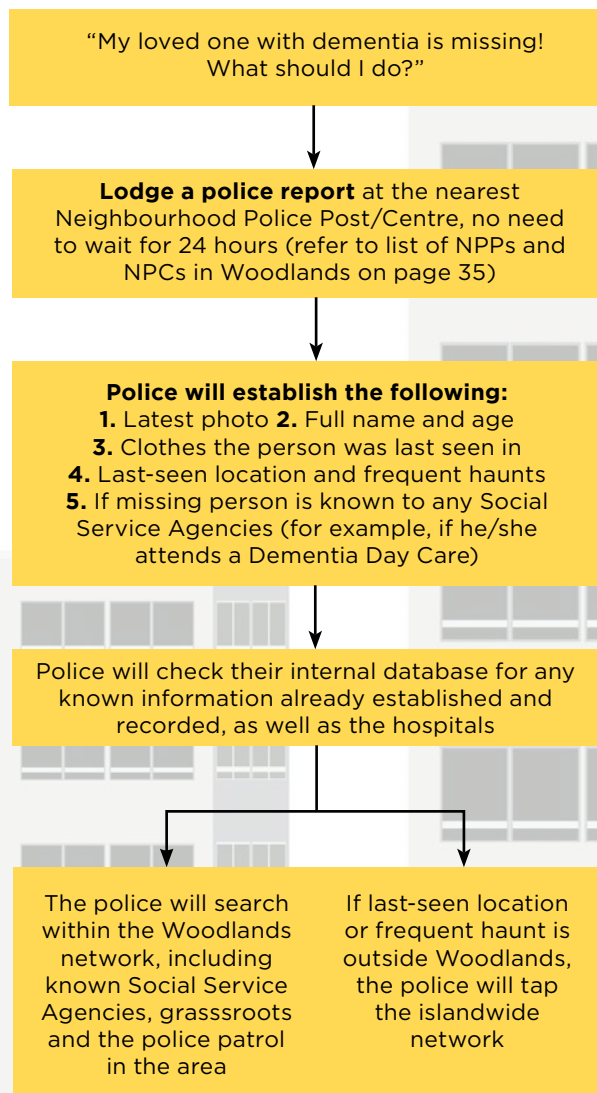 “My loved one with dementia is missing!
What should I do?”
Lodge a police report at the nearest
Neighbourhood Police Post/Centre, no need
to wait for 24 hours (refer to list of NPPs and
NPCs in Woodlands on page 35)
Police will establish the following:
1. Latest photo 2. Full name and age
3. Clothes the person was last seen in
4. Last-seen location and frequent haunts
5. If missing person is known to any Social
Service Agencies (for example, if he/she
attends a Dementia Day Care)
Police will check their internal database for any
known information already established and
recorded, as well as the hospitals
The police will search
within the Woodlands
network, including
known Social Service
Agencies, grasssroots
and the police patrol
in the area
If last-seen location
or frequent haunt is
outside Woodlands,
the police will tap
the islandwide
network